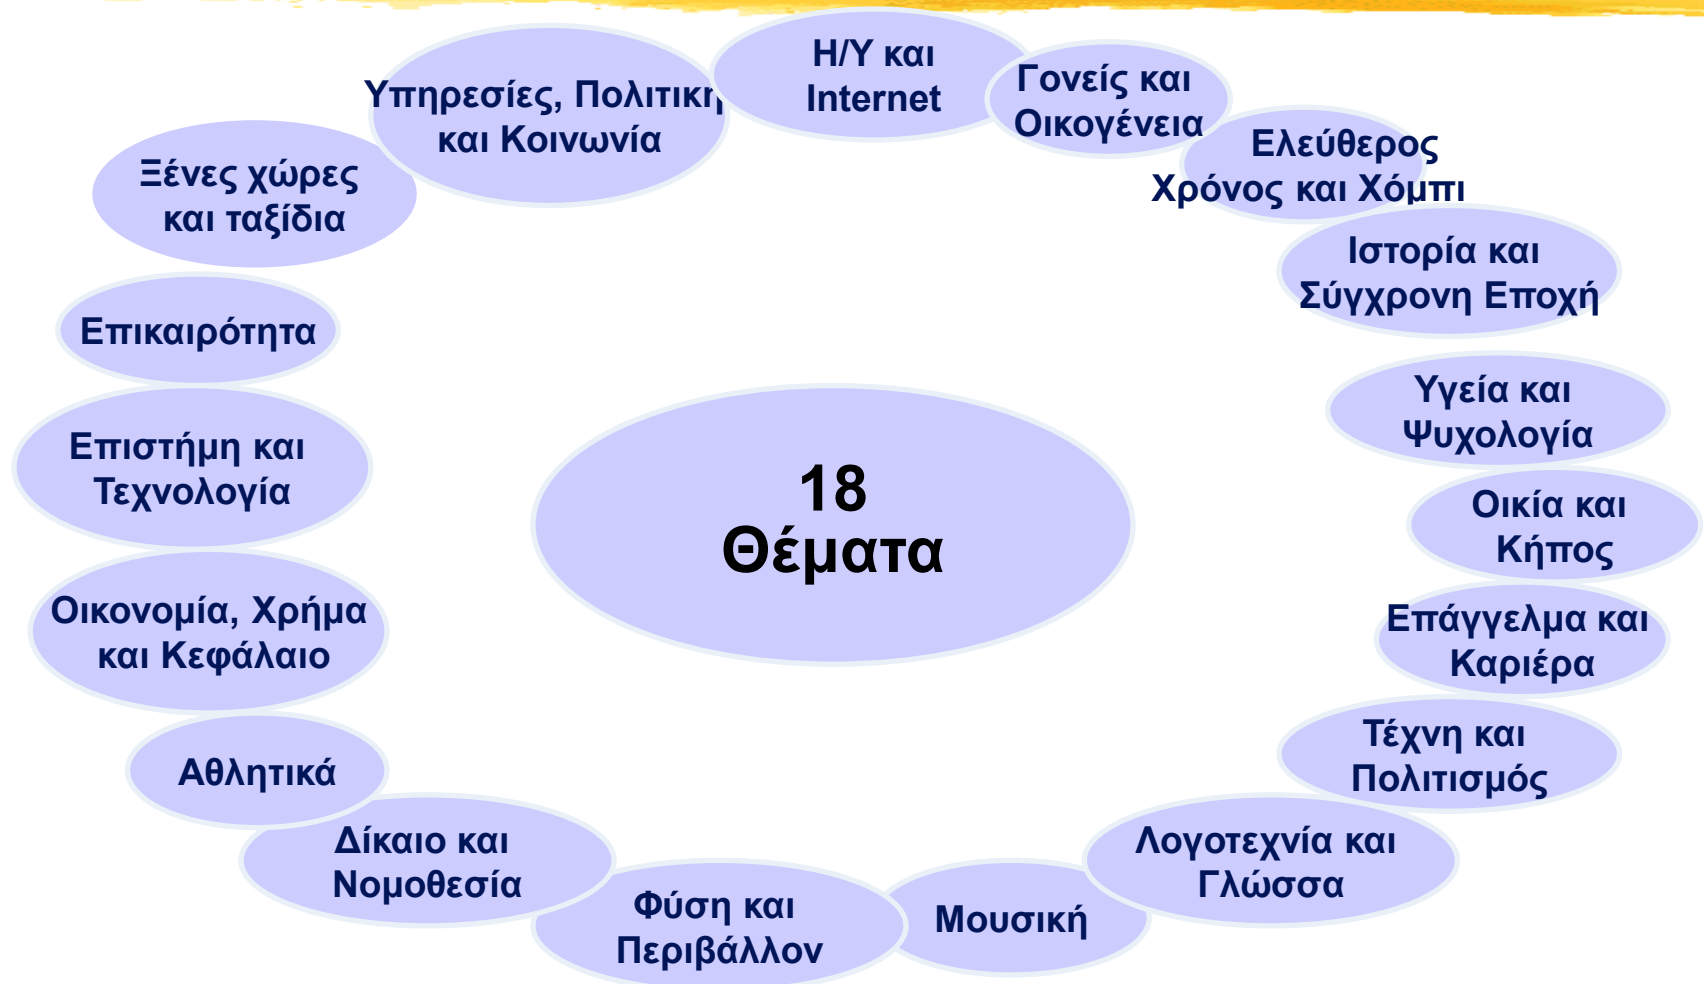 Η/Υ και
Internet
Γονείς και
Οικογένεια
Ελεύθερος
Χρόνος και Χόμπι
Ιστορία και
Σύγχρονη Εποχή
Υγεία και
Ψυχολογία
Οικία και
Κήπος
Επάγγελμα και
Καριέρα
Τέχνη και
Πολιτισμός
Λογοτεχνία και
Γλώσσα
Μουσική
Φύση και
Περιβάλλον
Δίκαιο και
Νομοθεσία
Αθλητικά
Οικονομία, Χρήμα
και Κεφάλαιο
Επιστήμη και
Τεχνολογία
Επικαιρότητα
Ξένες χώρες
και ταξίδια
Υπηρεσίες, Πολιτική
και Κοινωνία
18
Θέματα